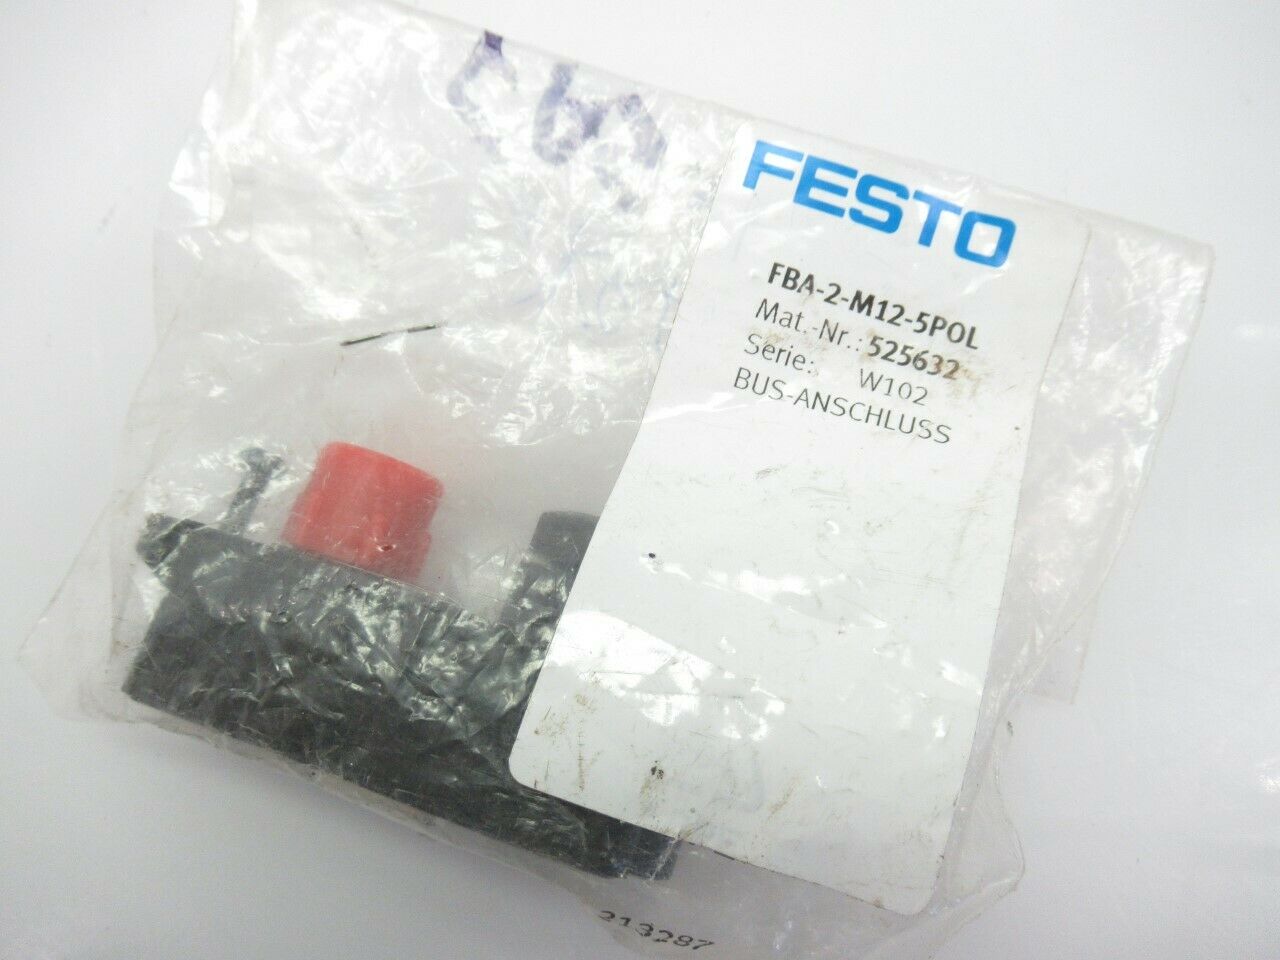 FESTO
FBA-2-M12-5POL
Mat.-Nr.: 525632
Serie: W102
BUS-ANSCHLUSS
213287